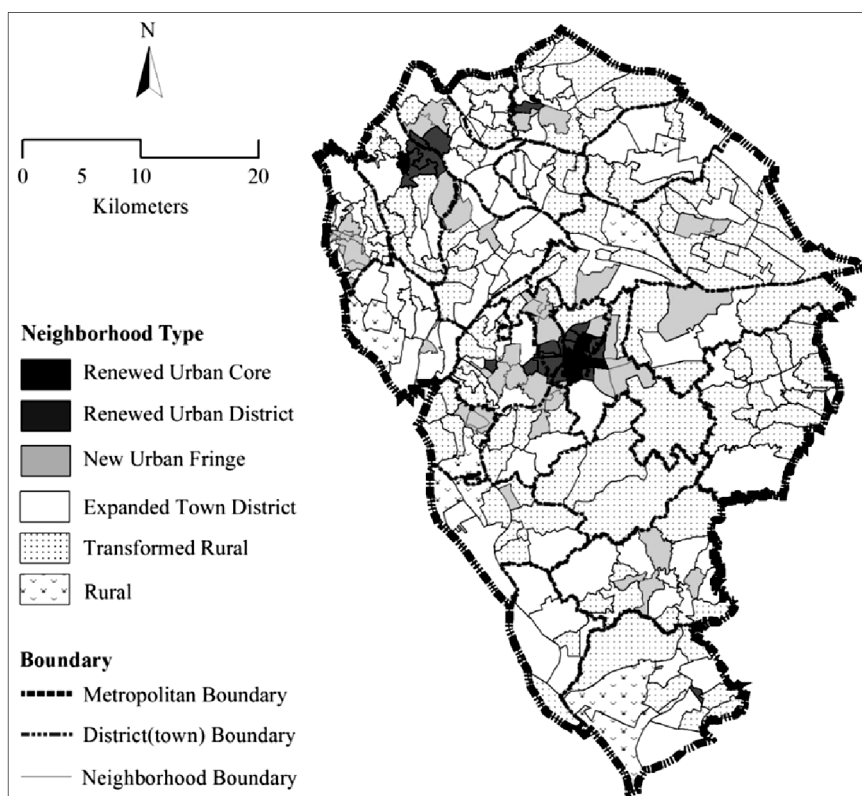 N
0 5 10 20
Kilometers
Neighborhood Type
Renewed Urban Core
Renewed Urban District
New Urban Fringe
Expanded Town District
Transformed Rural
Rural
Boundary
Metropolitan Boundary
District(town) Boundary
Neighborhood Boundary